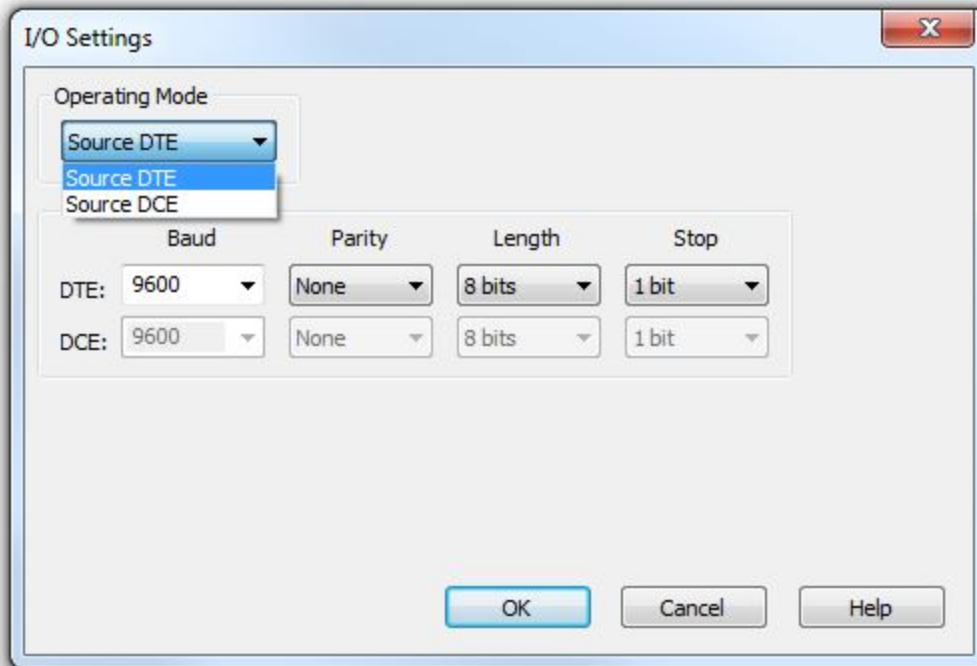 I/O Settings
Operating Mode
Source DTE
Source DTE
Source DCE
Baud Parity Length Stop
DTE: 9600 None 8 bits 1 bit
DCE: 9600 None 8 bits 1 bit
OK Cancel Help